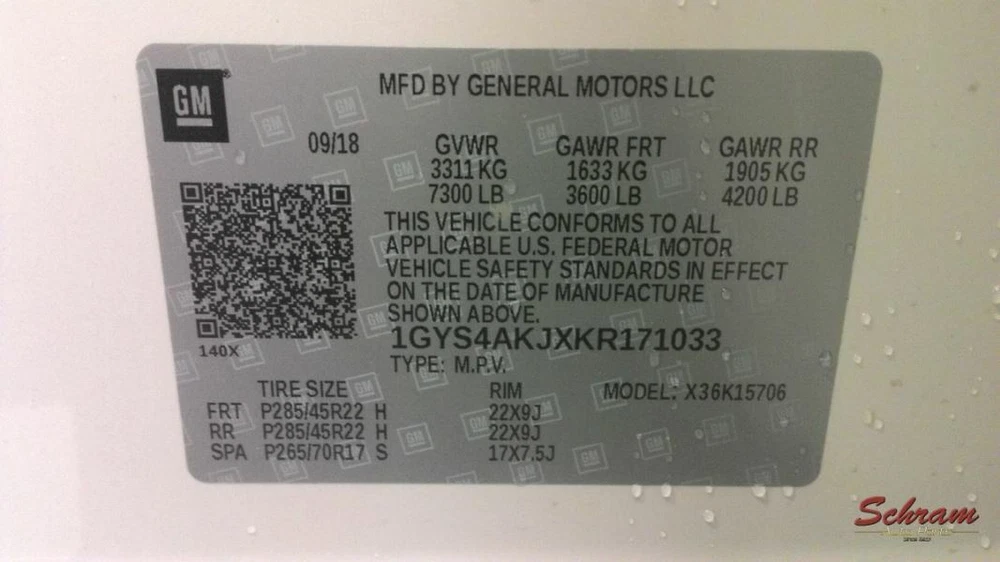 GM
MFD BY GENERAL MOTORS LLC
09/18 GVWR GAWR FRT GAWR RR
3311 KG 1633 KG 1905 KG
7300 LB 3600 LB 4200 LB
THIS VEHICLE CONFORMS TO ALL
APPLICABLE U.S. FEDERAL MOTOR
VEHICLE SAFETY STANDARDS IN EFFECT
ON THE DATE OF MANUFACTURE
SHOWN ABOVE.
1GYS4AKJXKR171033
140X
TYPE: M.P.V.
TIRE SIZE RIM MODEL: X36K15706
FRT P285/45R22 H 22X9J
RR P285/45R22 H 22X9J
SPA P265/70R17 S 17X7.5J
Schram